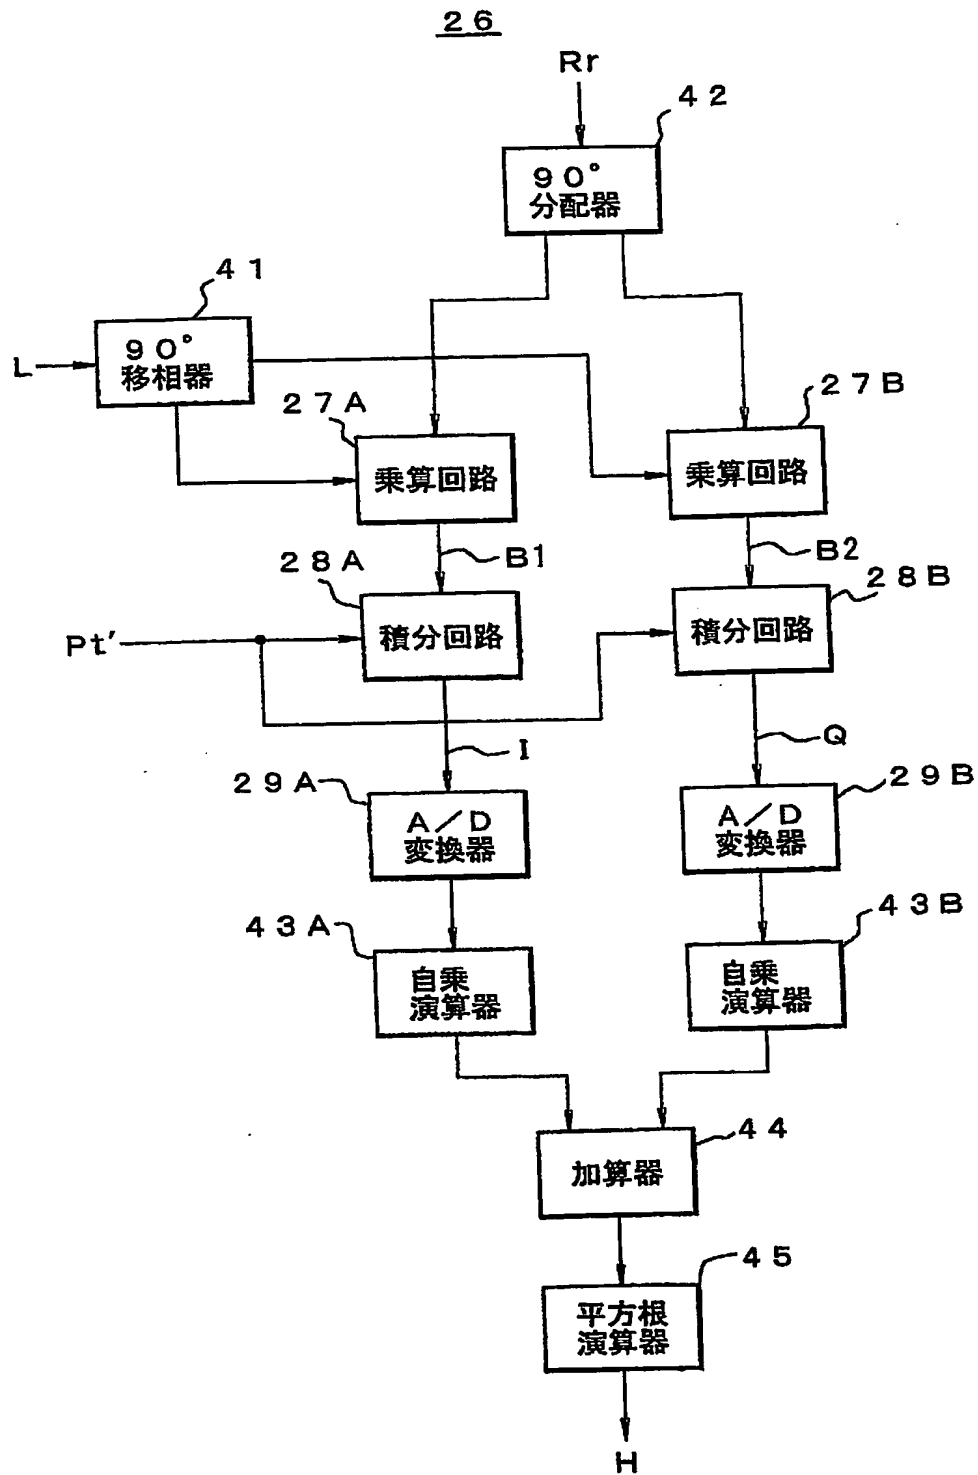 26
Rr
42
90°
分配器
41
90°
移相器
L
27A
乗算回路
27B
乗算回路
B1
B2
28A
積分回路
28B
積分回路
Pt′
I
Q
29A
A／D
変換器
29B
A／D
変換器
43A
自乗
演算器
43B
自乗
演算器
44
加算器
45
平方根
演算器
H